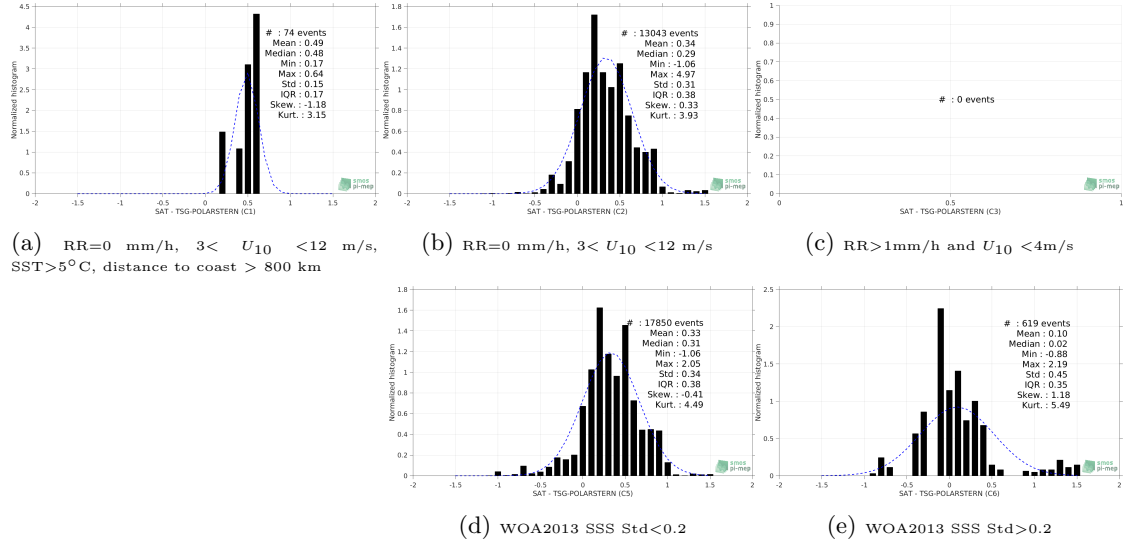 4.5
4
3.5
3
2.5
2
1.5
1
0.5
0
-2 -1.5 -1 -0.5 0 0.5 1 1.5 2
Normalized histogram
SAT - TSG-POLARSTERN (C1)
# : 74 events
Mean : 0.49
Median : 0.48
Min : 0.17
Max : 0.64
Std : 0.15
IQR : 0.17
Skew. : -1.18
Kurt. : 3.15
smos
pi-mep
1.8
1.6
1.4
1.2
1
0.8
0.6
0.4
0.2
0
-2 -1.5 -1 -0.5 0 0.5 1 1.5 2
Normalized histogram
SAT - TSG-POLARSTERN (C2)
# : 13043 events
Mean : 0.34
Median : 0.29
Min : -1.06
Max : 4.97
Std : 0.31
IQR : 0.38
Skew. : 0.33
Kurt. : 3.93
smos
pi-mep
1
0.9
0.8
0.7
0.6
0.5
0.4
0.3
0.2
0.1
0
0 0.5 1
Normalized histogram
SAT - TSG-POLARSTERN (C3)
# : 0 events
smos
pi-mep
(a) RR=0 mm/h, 3< U10 <12 m/s,
SST>5°C, distance to coast > 800 km
(b) RR=0 mm/h, 3< U10 <12 m/s
(c) RR>1mm/h and U10 <4m/s
1.8
1.6
1.4
1.2
1
0.8
0.6
0.4
0.2
0
-2 -1.5 -1 -0.5 0 0.5 1 1.5 2
Normalized histogram
SAT - TSG-POLARSTERN (C5)
# : 17850 events
Mean : 0.33
Median : 0.31
Min : -1.06
Max : 2.05
Std : 0.34
IQR : 0.38
Skew. : -0.41
Kurt. : 4.49
smos
pi-mep
2.5
2
1.5
1
0.5
0
-2 -1.5 -1 -0.5 0 0.5 1 1.5 2
Normalized histogram
SAT - TSG-POLARSTERN (C6)
# : 619 events
Mean : 0.10
Median : 0.02
Min : -0.88
Max : 2.19
Std : 0.45
IQR : 0.35
Skew. : 1.18
Kurt. : 5.49
smos
pi-mep
(d) WOA2013 SSS Std<0.2
(e) WOA2013 SSS Std>0.2